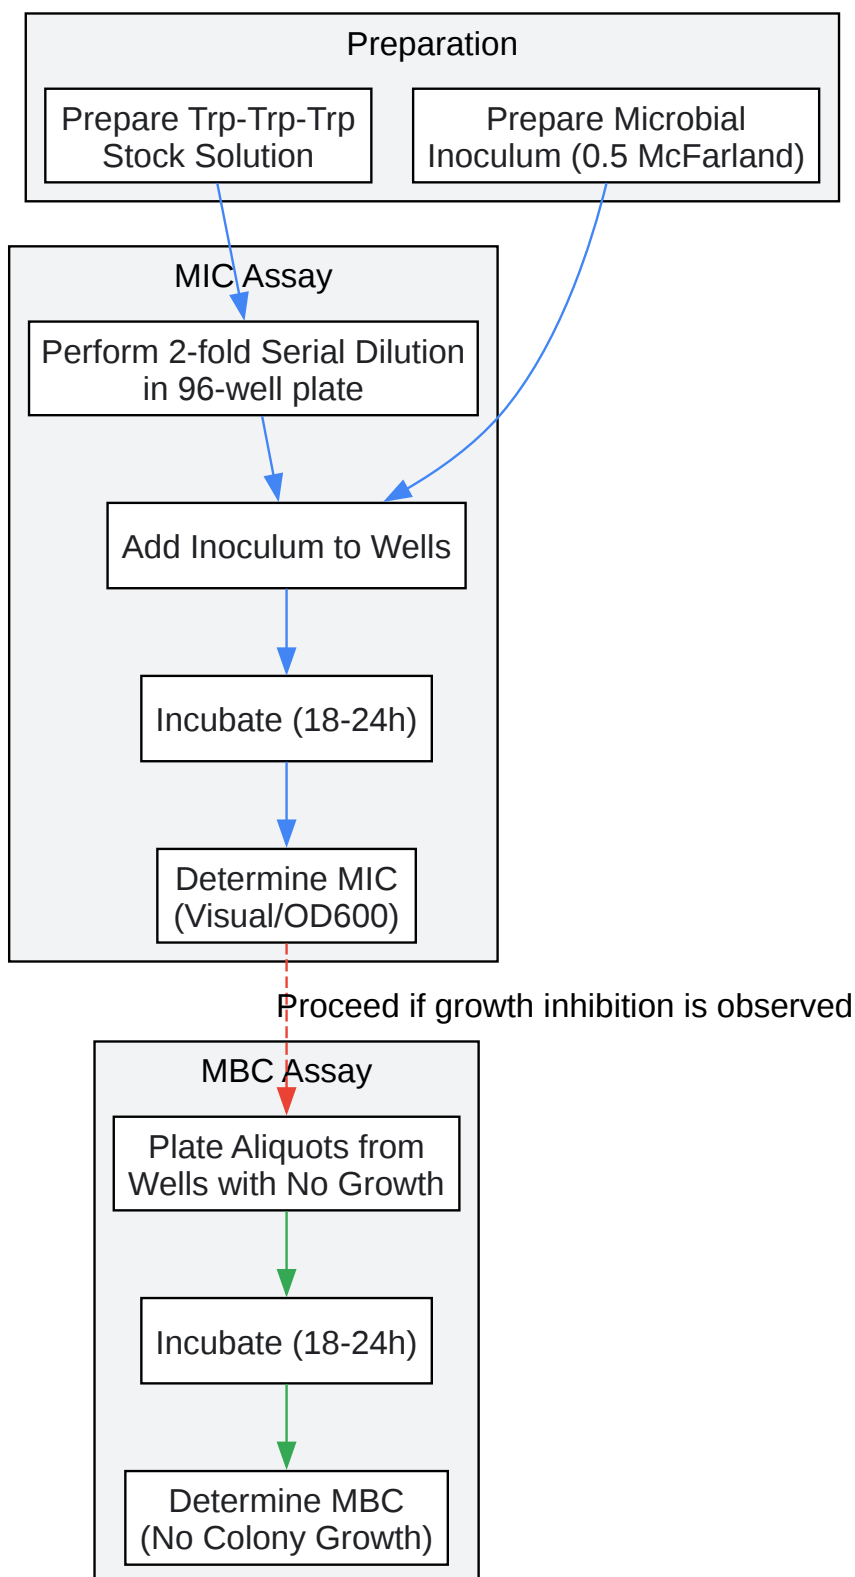 Preparation
Prepare Trp-Trp-Trp
Stock Solution
Prepare Microbial
Inoculum (0.5 McFarland)
MIC Assay
Perform 2-fold Serial Dilution
in 96-well plate
Add Inoculum to Wells
Incubate (18-24h)
Determine MIC
(Visual/OD600)
Proceed if growth inhibition is observed
MBC Assay
Plate Aliquots from
Wells with No Growth
Incubate (18-24h)
Determine MBC
(No Colony Growth)